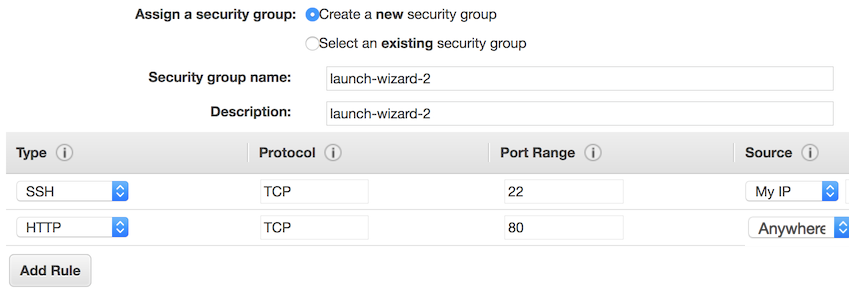 Assign a security group: Create a new security group
Select an existing security group
Security group name: launch-wizard-2
Description: launch-wizard-2
Type i Protocol i Port Range i Source i
SSH TCP 22 My IP
HTTP TCP 80 Anywhere
Add Rule